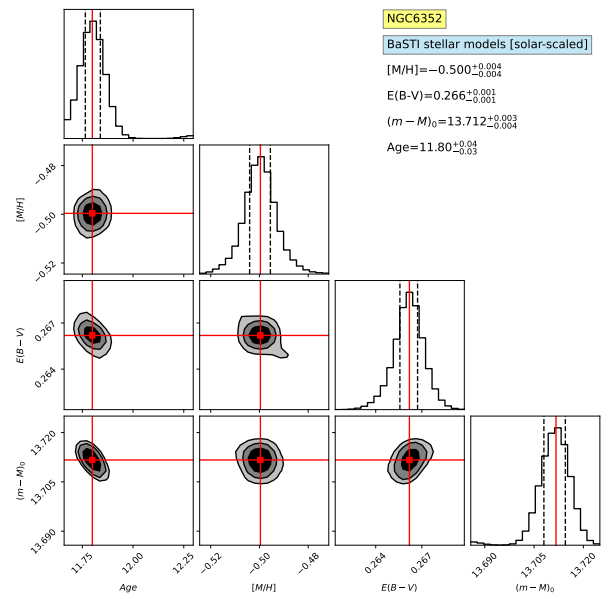 NGC6352
BaSTI stellar models [solar-scaled]
[M/H]=−0.500+0.004 −0.004
E(B-V)=0.266+0.001 −0.001
(m − M)0=13.712+0.003 −0.004
Age=11.80+0.04 −0.03
−0.48
−0.50
−0.52
[M/H]
0.267
0.264
E(B − V)
13.720
13.705
13.690
(m − M)0
11.75 12.00 12.25
−0.52 −0.50 −0.48
0.264 0.267
13.690 13.705 13.720
Age [M/H] E(B − V) (m − M)0